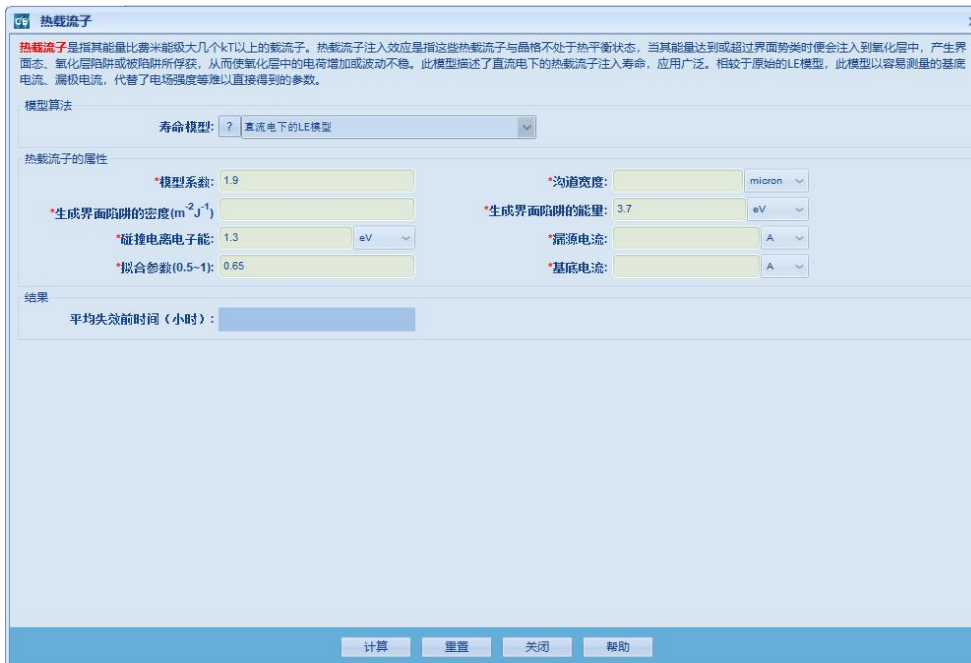 热载流子
热载流子是指其能量比费米能级大几个kT以上的载流子。热载流子注入效应是指这些热载流子与晶格不处于热平衡状态，当其能量达到或超过界面势类时便会注入到氧化层中，产生界
面态、氧化层陷阱或被陷阱所俘获，从而使氧化层中的电荷增加或波动不稳。此模型描述了直流电下的热载流子注入寿命，应用广泛。相较于原始的LE模型，此模型以容易测量的基底
电流、漏极电流，代替了电场强度等难以直接得到的参数。
模型算法
寿命模型: ? 直流电下的LE模型
热载流子的属性
*模型系数: 1.9 *沟道宽度: micron
*生成界面陷阱的密度(m⁻²J⁻¹) *生成界面陷阱的能量: 3.7 eV
*碰撞电离电子能: 1.3 eV *漏源电流: A
*拟合参数(0.5~1): 0.65 *基底电流: A
结果
平均失效前时间（小时）:
计算 重置 关闭 帮助